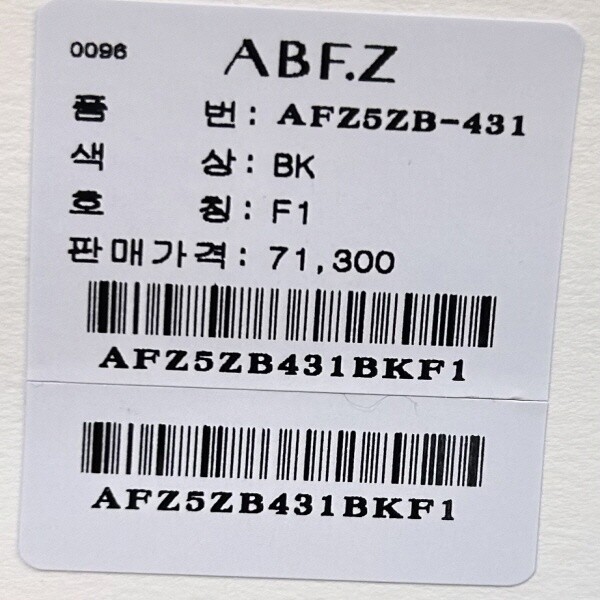 0096 ABF.Z
품 번: AFZ5ZB-431
색 상: BK
호 칭: F1
판매가격: 71,300
AFZ5ZB431BKF1
AFZ5ZB431BKF1